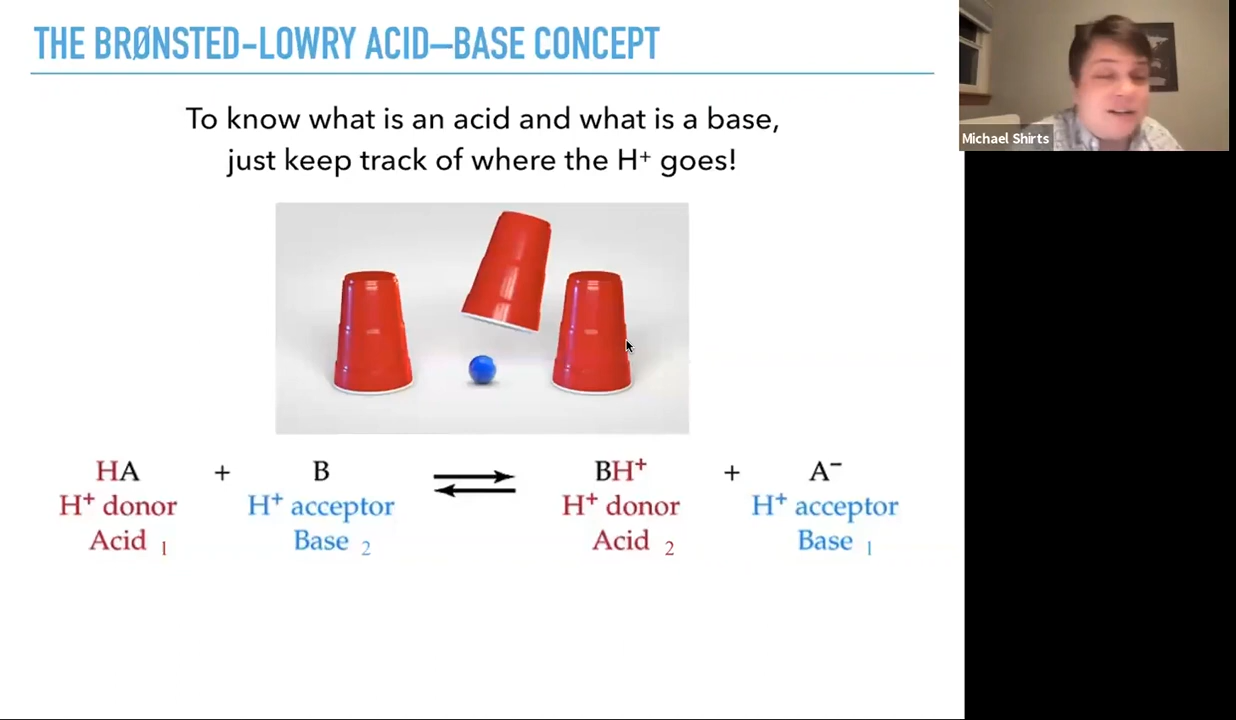 THE BRØNSTED-LOWRY ACID–BASE CONCEPT
Michael Shirts
To know what is an acid and what is a base,
just keep track of where the H⁺ goes!
HA + B ⇌ BH⁺ + A⁻
H⁺ donor H⁺ acceptor H⁺ donor H⁺ acceptor
Acid 1 Base 2 Acid 2 Base 1